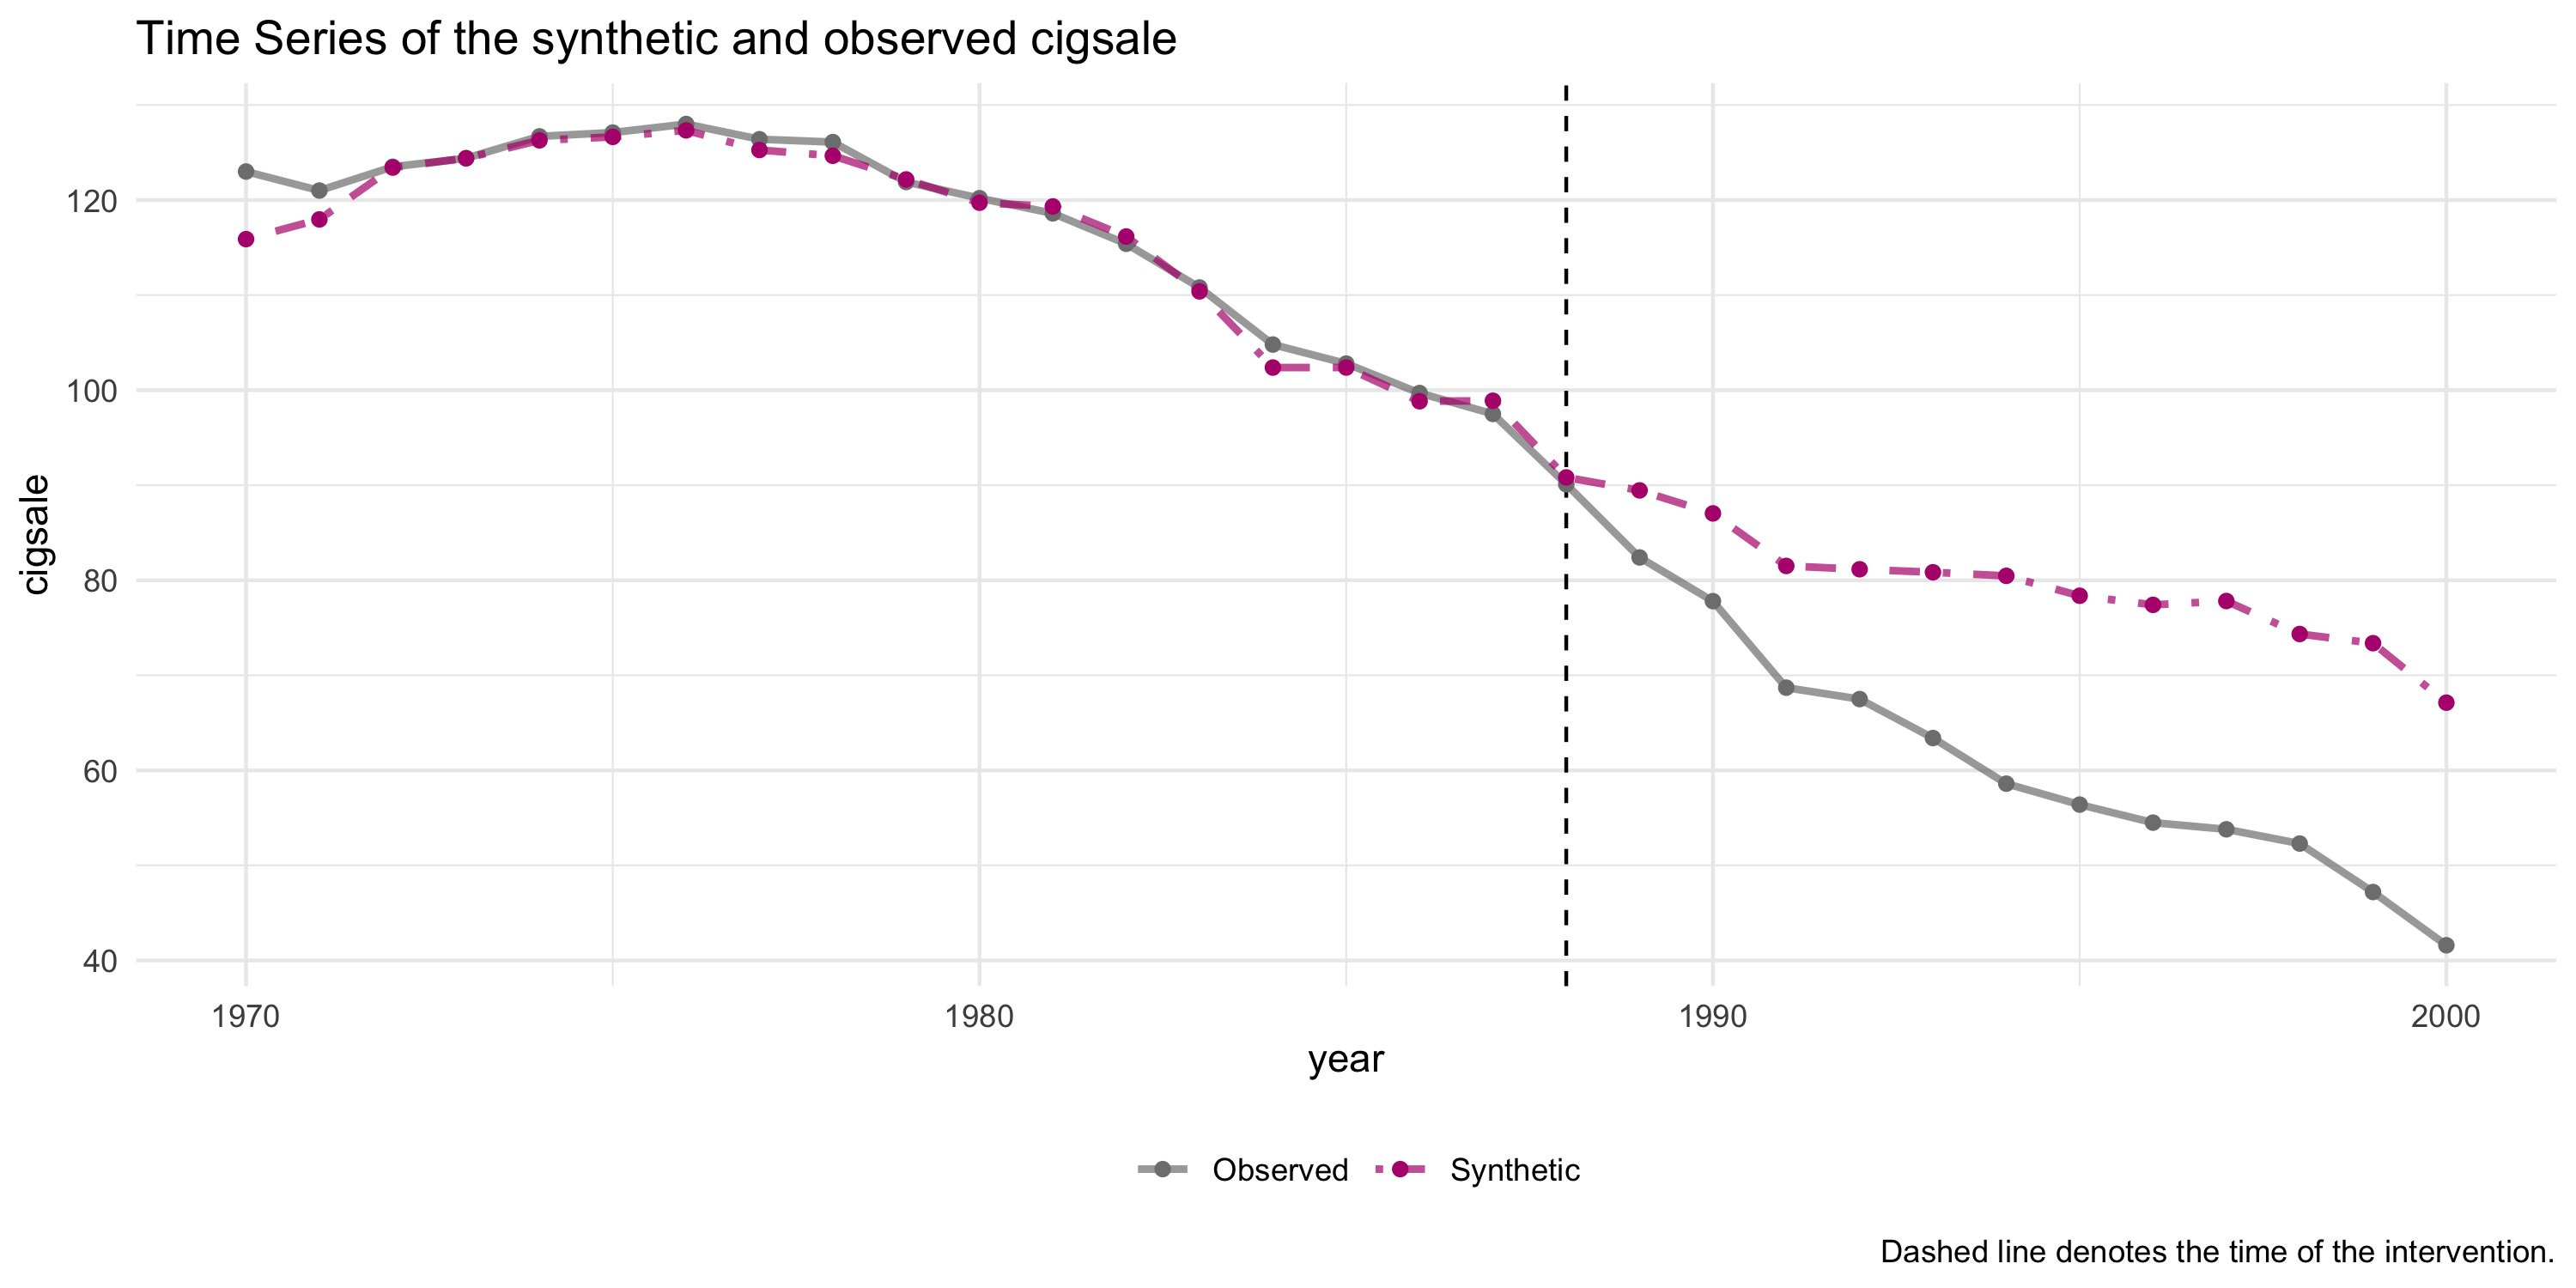 Time Series of the synthetic and observed cigsale
cigsale
120
100
80
60
40
1970 1980 1990 2000
year
Observed Synthetic
Dashed line denotes the time of the intervention.